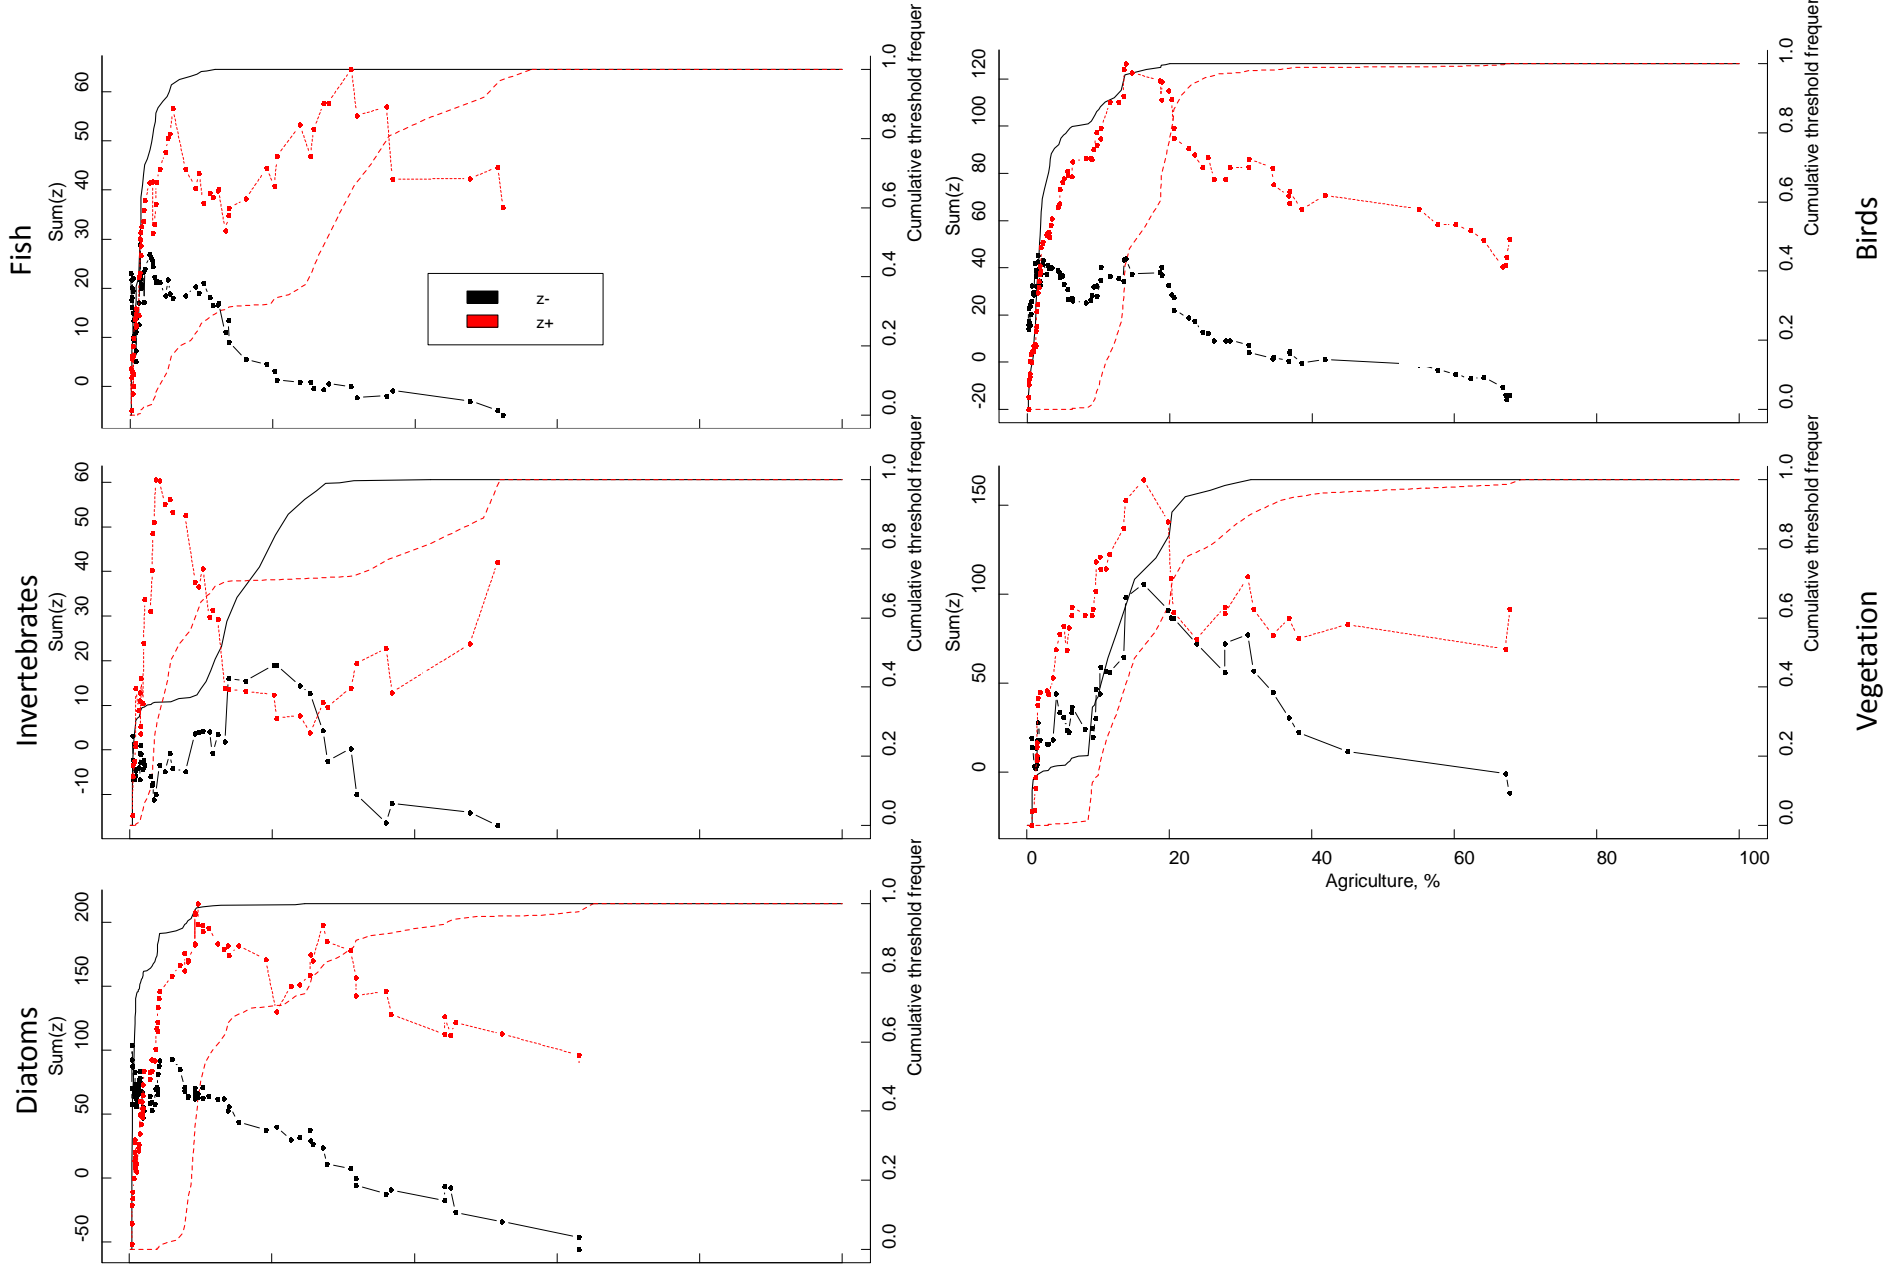 Fish
Sum(z)
0 10 20 30 40 50 60
Cumulative threshold frequer
0.0 0.2 0.4 0.6 0.8 1.0
z-
z+
Birds
Sum(z)
-20 0 20 40 60 80 100 120
Cumulative threshold frequer
0.0 0.2 0.4 0.6 0.8 1.0
Invertebrates
Sum(z)
-10 0 10 20 30 40 50 60
Cumulative threshold frequer
0.0 0.2 0.4 0.6 0.8 1.0
Vegetation
Sum(z)
0 50 100 150
Cumulative threshold frequer
0.0 0.2 0.4 0.6 0.8 1.0
0 20 40 60 80 100
Agriculture, %
Diatoms
Sum(z)
-50 0 50 100 150 200
Cumulative threshold frequer
0.0 0.2 0.4 0.6 0.8 1.0